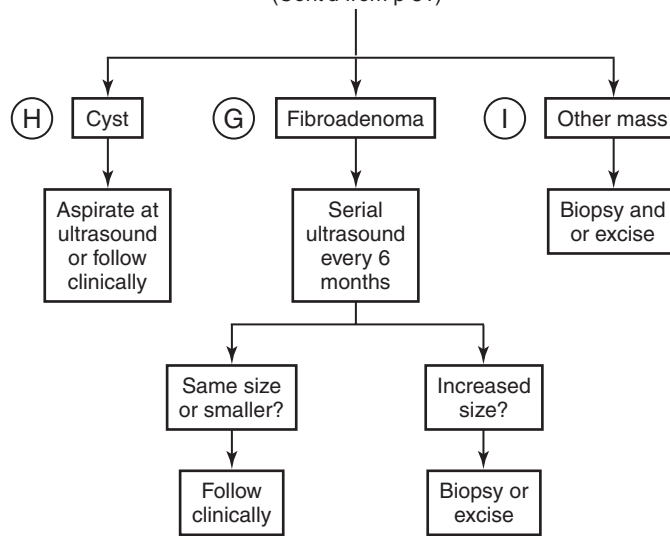 H
Cyst
G
Fibroadenoma
I
Other mass
Aspirate at
ultrasound
or follow
clinically
Serial
ultrasound
every 6
months
Biopsy and
or excise
Same size
or smaller?
Increased
size?
Follow
clinically
Biopsy or
excise